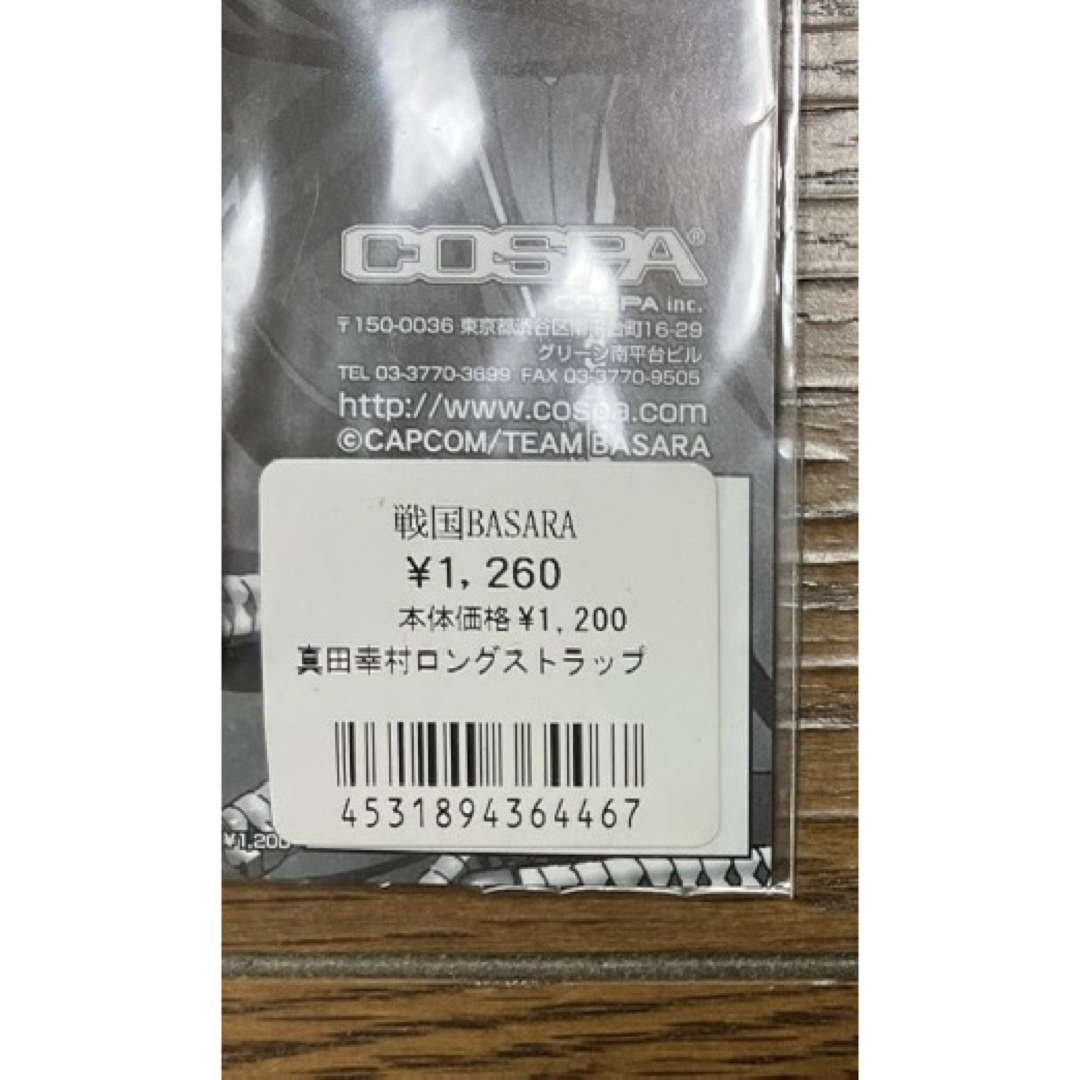 COSPA®
COSPA inc.
〒150-0036 東京都渋谷区南平台町16-29
グリーン南平台ビル
TEL 03-3770-3699 FAX 03-3770-9505
http://www.cospa.com
©CAPCOM/TEAM BASARA
戦国BASARA
¥1,260
本体価格¥1,200
真田幸村ロングストラップ
4531894364467
¥1,200